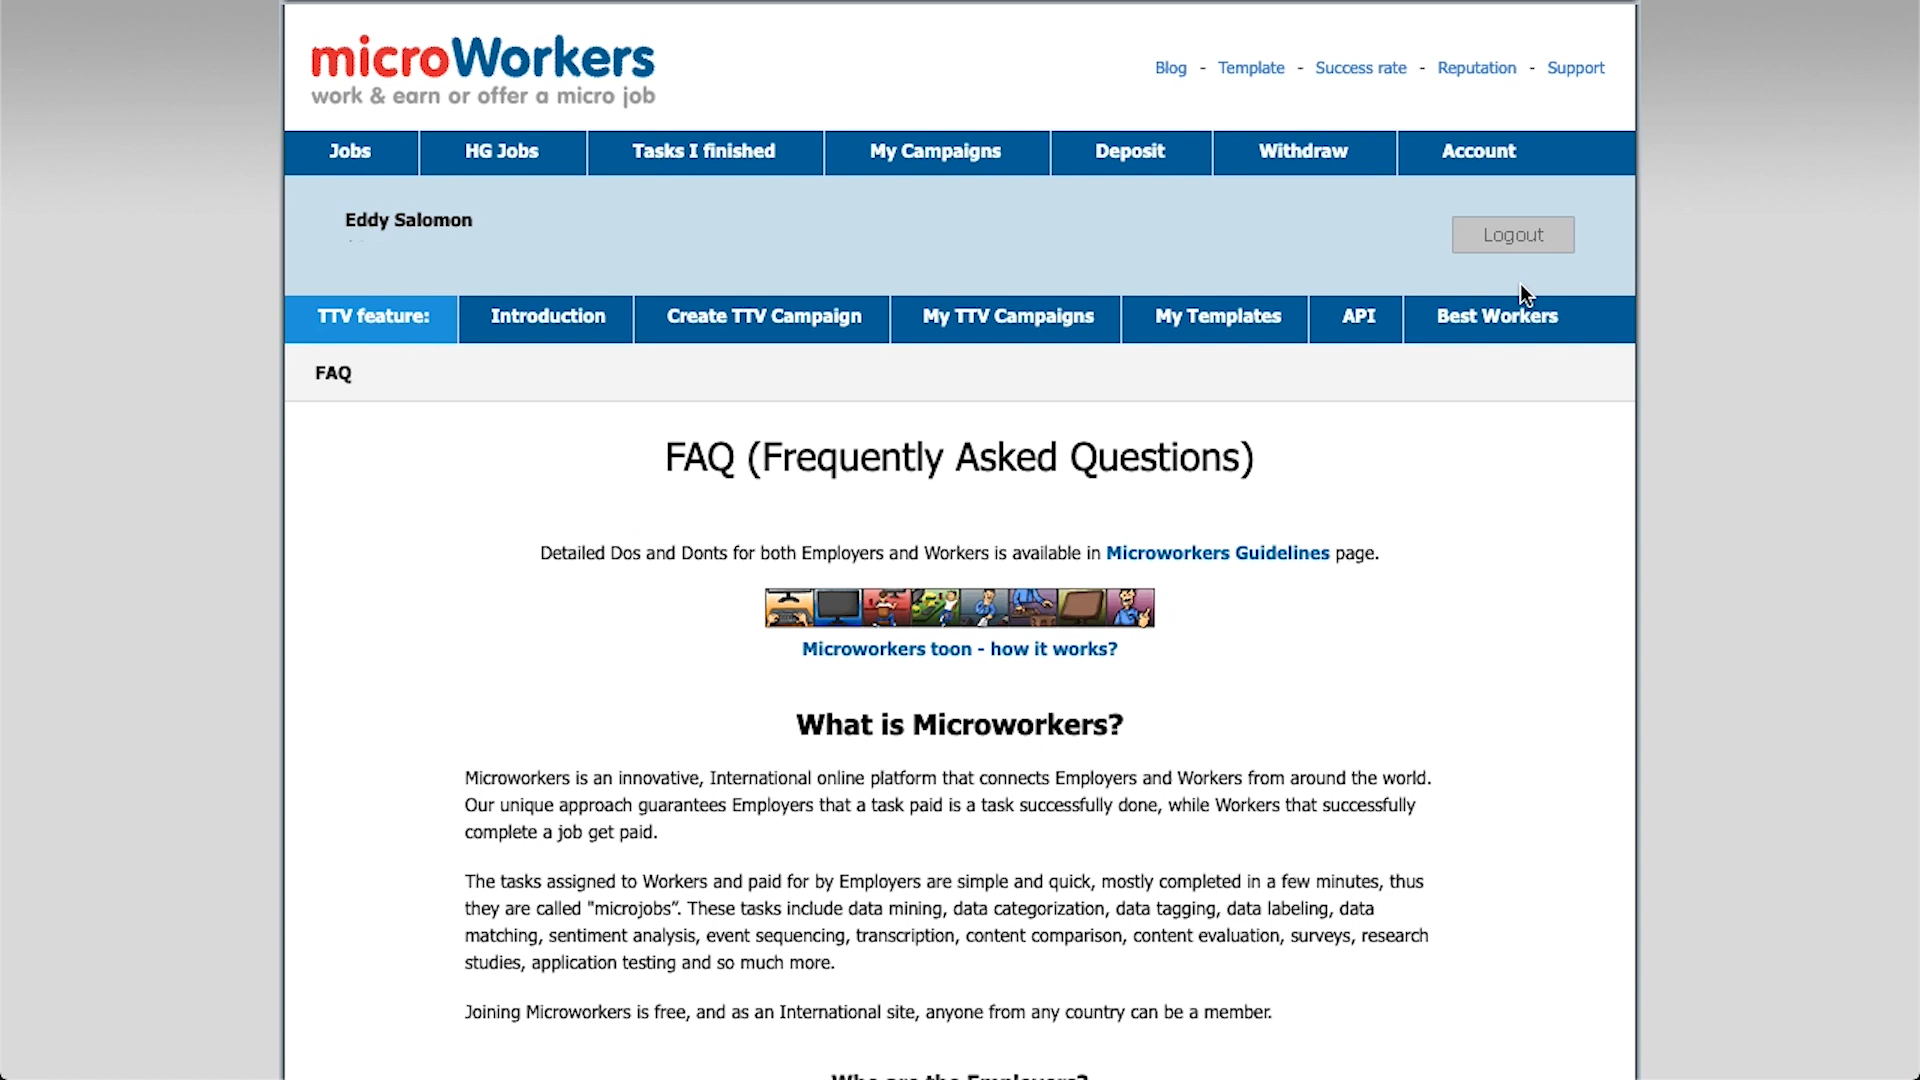 microWorkers
work & earn or offer a micro job
Blog - Template - Success rate - Reputation - Support
Jobs HG Jobs Tasks I finished My Campaigns Deposit Withdraw Account
Eddy Salomon
Logout
TTV feature: Introduction Create TTV Campaign My TTV Campaigns My Templates API Best Workers
FAQ
FAQ (Frequently Asked Questions)
Detailed Dos and Donts for both Employers and Workers is available in Microworkers Guidelines page.
Microworkers toon - how it works?
What is Microworkers?
Microworkers is an innovative, International online platform that connects Employers and Workers from around the world.
Our unique approach guarantees Employers that a task paid is a task successfully done, while Workers that successfully
complete a job get paid.
The tasks assigned to Workers and paid for by Employers are simple and quick, mostly completed in a few minutes, thus
they are called "microjobs”. These tasks include data mining, data categorization, data tagging, data labeling, data
matching, sentiment analysis, event sequencing, transcription, content comparison, content evaluation, surveys, research
studies, application testing and so much more.
Joining Microworkers is free, and as an International site, anyone from any country can be a member.
Who are the Employers?